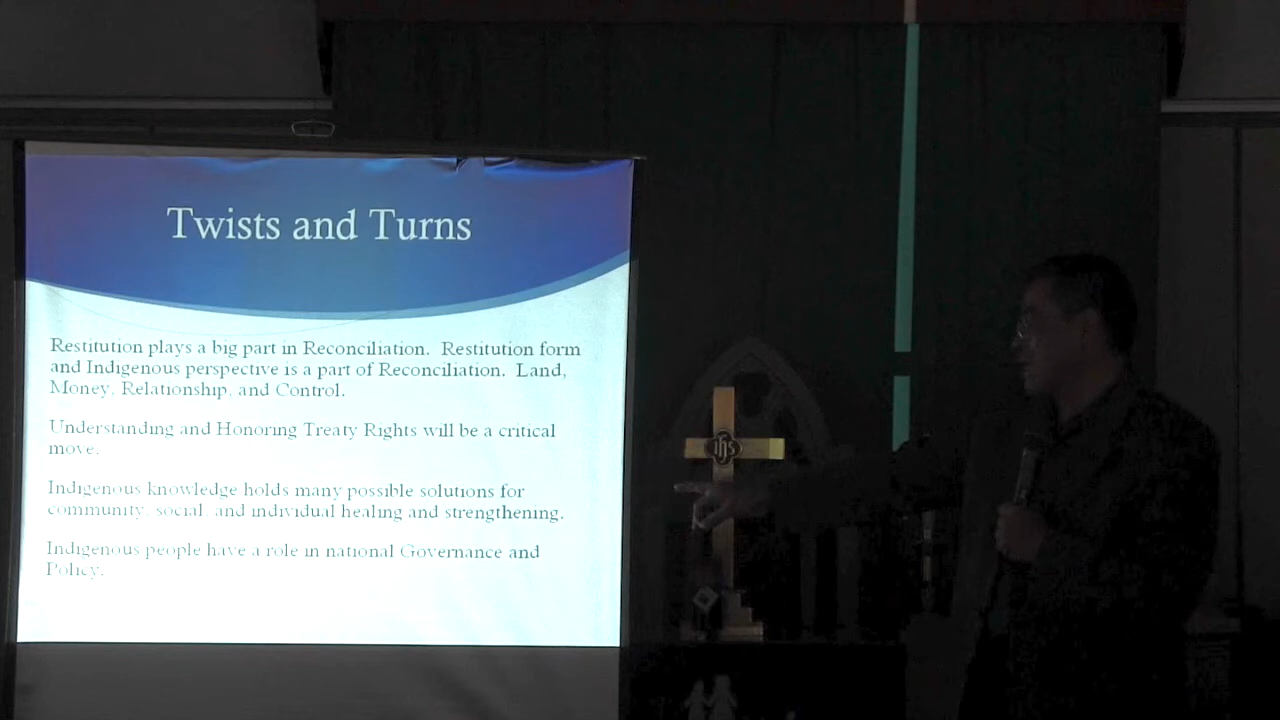 Twists and Turns
Restitution plays a big part in Reconciliation. Restitution form
and Indigenous perspective is a part of Reconciliation. Land,
Money, Relationship, and Control.
Understanding and Honoring Treaty Rights will be a critical
move.
Indigenous knowledge holds many possible solutions for
community, social, and individual healing and strengthening.
Indigenous people have a role in national Governance and
Policy.
ihs